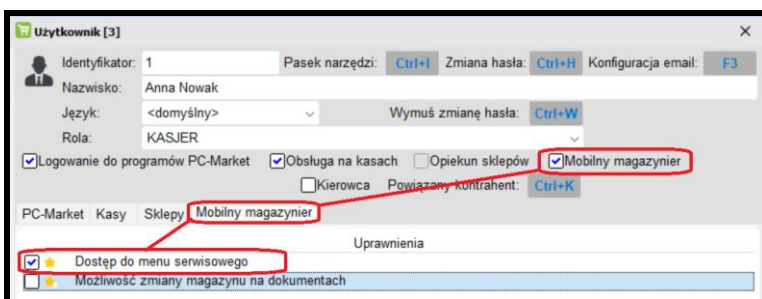 Użytkownik [3]
Identyfikator: 1 Pasek narzędzi: Ctrl+I Zmiana hasła: Ctrl+H Konfiguracja email: F3
Nazwisko: Anna Nowak
Język: <domyślny> Wymuś zmianę hasła: Ctrl+W
Rola: KASJER
Logowanie do programów PC-Market Obsługa na kasach Opiekun sklepów Mobilny magazynier
Kierowca Powiązany kontrahent: Ctrl+K
PC-Market Kasy Sklepy Mobilny magazynier
Uprawnienia
Dostęp do menu serwisowego
Możliwość zmiany magazynu na dokumentach